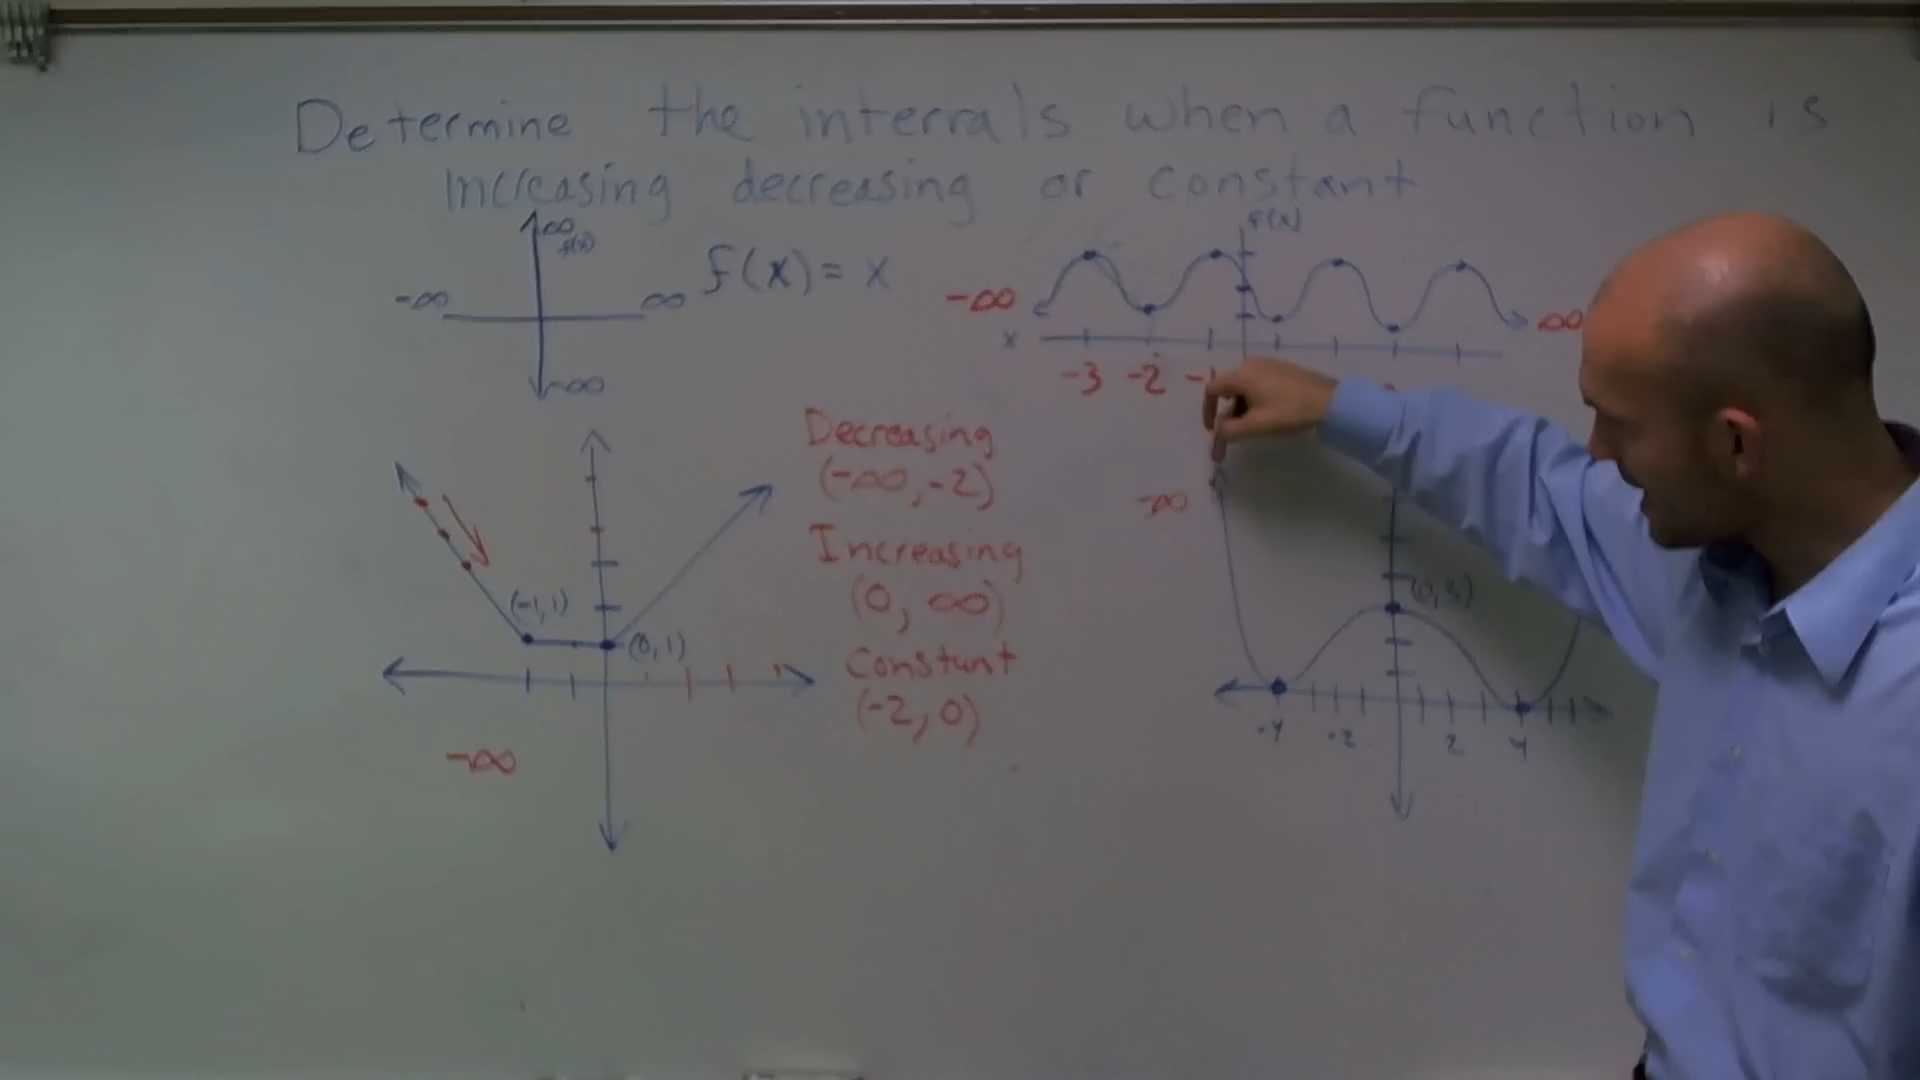 Determine the intervals when a function is
increasing decreasing or constant
∞
f(x)
-∞
∞
-∞
f(x) = x
f(x)
-∞
∞
x
-3 -2 -1
(-1,1)
(0,1)
-∞
Decreasing
(-∞,-2)
Increasing
(0, ∞)
Constant
(-2,0)
-∞
(0,3)
-4 -2 2 4